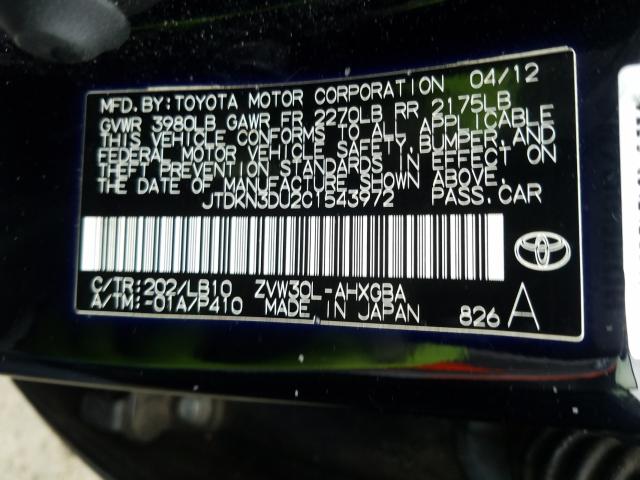 MFD. BY: TOYOTA MOTOR CORPORATION 04/12
GVWR 3980LB GAWR FR 2270LB RR 2175LB
THIS VEHICLE CONFORMS TO ALL APPLICABLE
FEDERAL MOTOR VEHICLE SAFETY, BUMPER, AND
THEFT PREVENTION STANDARDS IN EFFECT ON
THE DATE OF MANUFACTURE SHOWN ABOVE.
JTDKN3DU2C1543972 PASS.CAR
C/TR:202/LB10 ZVW30L-AHXGBA
A/TM:-01A/P410 MADE IN JAPAN 826 A